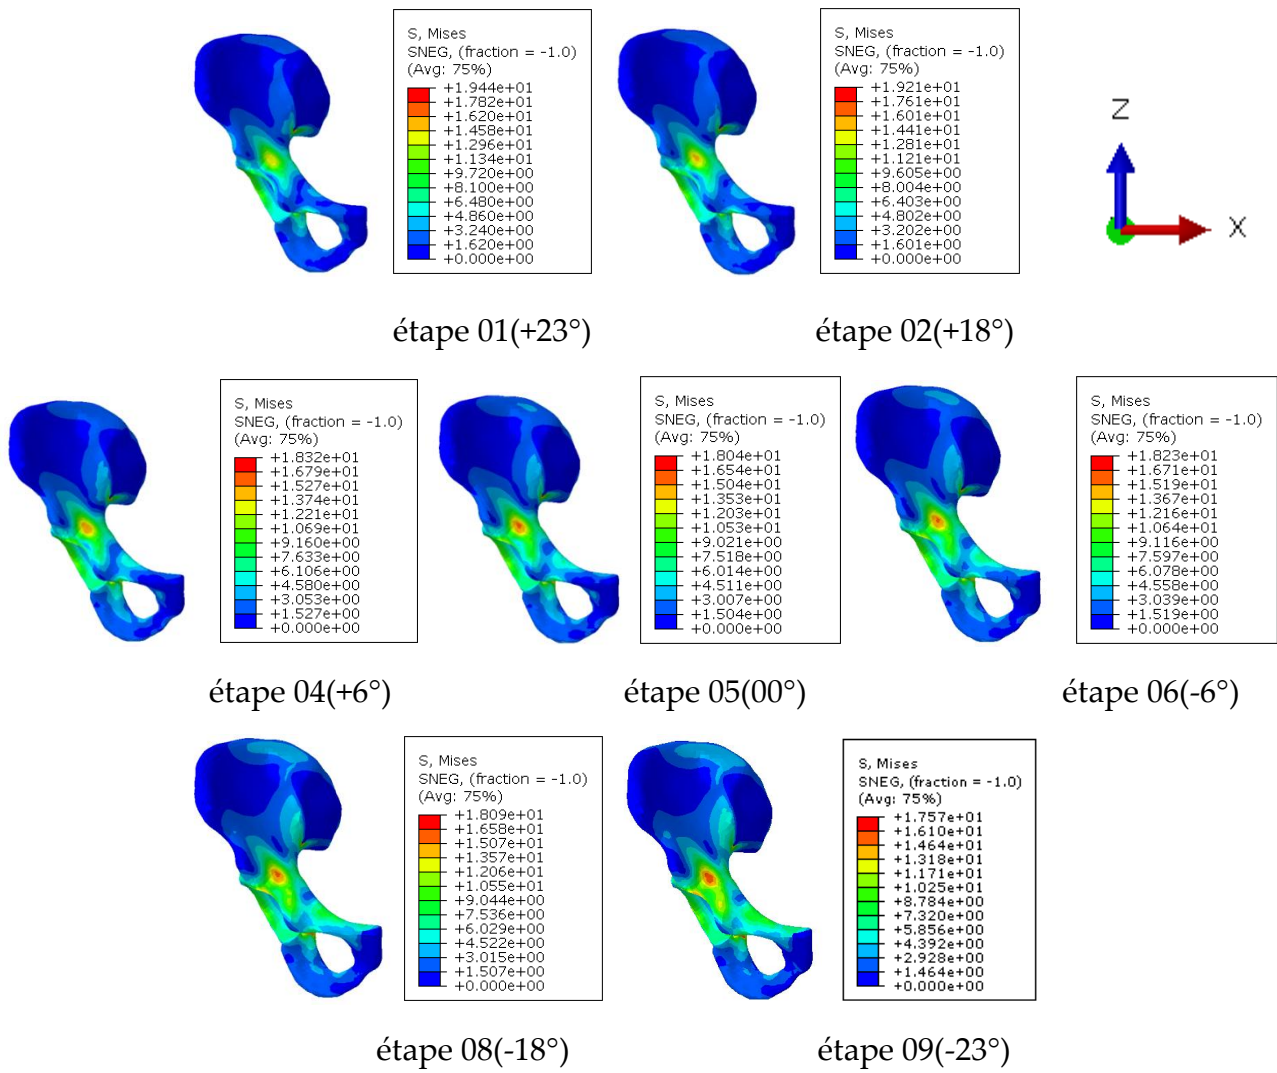 S, Mises
SNEG, (fraction = -1.0)
(Avg: 75%)
+1.944e+01
+1.782e+01
+1.620e+01
+1.458e+01
+1.296e+01
+1.134e+01
+9.720e+00
+8.100e+00
+6.480e+00
+4.860e+00
+3.240e+00
+1.620e+00
+0.000e+00
étape 01(+23°)
S, Mises
SNEG, (fraction = -1.0)
(Avg: 75%)
+1.921e+01
+1.761e+01
+1.601e+01
+1.441e+01
+1.281e+01
+1.121e+01
+9.605e+00
+8.004e+00
+6.403e+00
+4.802e+00
+3.202e+00
+1.601e+00
+0.000e+00
étape 02(+18°)
Z
X
S, Mises
SNEG, (fraction = -1.0)
(Avg: 75%)
+1.832e+01
+1.679e+01
+1.527e+01
+1.374e+01
+1.221e+01
+1.069e+01
+9.160e+00
+7.633e+00
+6.106e+00
+4.580e+00
+3.053e+00
+1.527e+00
+0.000e+00
étape 04(+6°)
S, Mises
SNEG, (fraction = -1.0)
(Avg: 75%)
+1.804e+01
+1.654e+01
+1.504e+01
+1.353e+01
+1.203e+01
+1.053e+01
+9.021e+00
+7.518e+00
+6.014e+00
+4.511e+00
+3.007e+00
+1.504e+00
+0.000e+00
étape 05(00°)
S, Mises
SNEG, (fraction = -1.0)
(Avg: 75%)
+1.823e+01
+1.671e+01
+1.519e+01
+1.367e+01
+1.216e+01
+1.064e+01
+9.116e+00
+7.597e+00
+6.078e+00
+4.558e+00
+3.039e+00
+1.519e+00
+0.000e+00
étape 06(-6°)
S, Mises
SNEG, (fraction = -1.0)
(Avg: 75%)
+1.809e+01
+1.658e+01
+1.507e+01
+1.357e+01
+1.206e+01
+1.055e+01
+9.044e+00
+7.536e+00
+6.029e+00
+4.522e+00
+3.015e+00
+1.507e+00
+0.000e+00
étape 08(-18°)
S, Mises
SNEG, (fraction = -1.0)
(Avg: 75%)
+1.757e+01
+1.610e+01
+1.464e+01
+1.318e+01
+1.171e+01
+1.025e+01
+8.784e+00
+7.320e+00
+5.856e+00
+4.392e+00
+2.928e+00
+1.464e+00
+0.000e+00
étape 09(-23°)